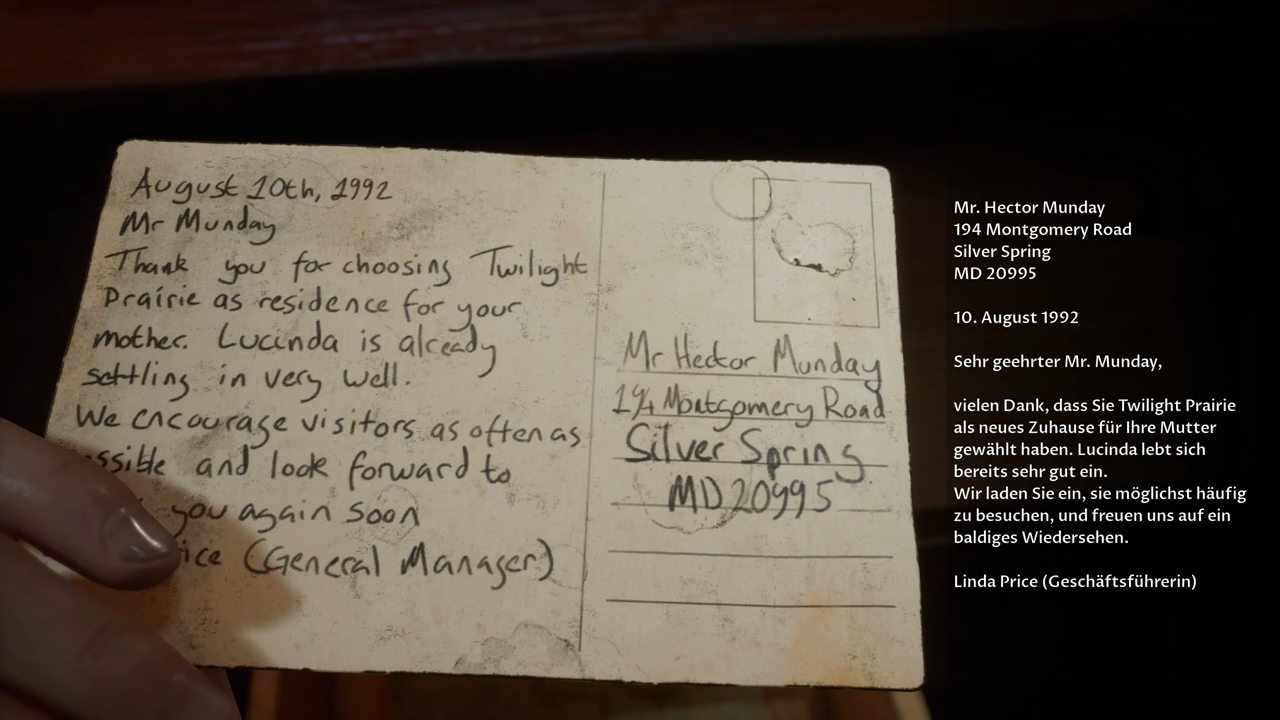 August 10th, 1992
Mr Munday
Thank you for choosing Twilight
Prairie as residence for your
mother. Lucinda is already
settling in very well.
We encourage visitors as often as
ssible and look forward to
you again soon
ice (General Manager)
Mr Hector Munday
194 Montgomery Road
Silver Spring
MD 20995
Mr. Hector Munday
194 Montgomery Road
Silver Spring
MD 20995
10. August 1992
Sehr geehrter Mr. Munday,
vielen Dank, dass Sie Twilight Prairie
als neues Zuhause für Ihre Mutter
gewählt haben. Lucinda lebt sich
bereits sehr gut ein.
Wir laden Sie ein, sie möglichst häufig
zu besuchen, und freuen uns auf ein
baldiges Wiedersehen.
Linda Price (Geschäftsführerin)